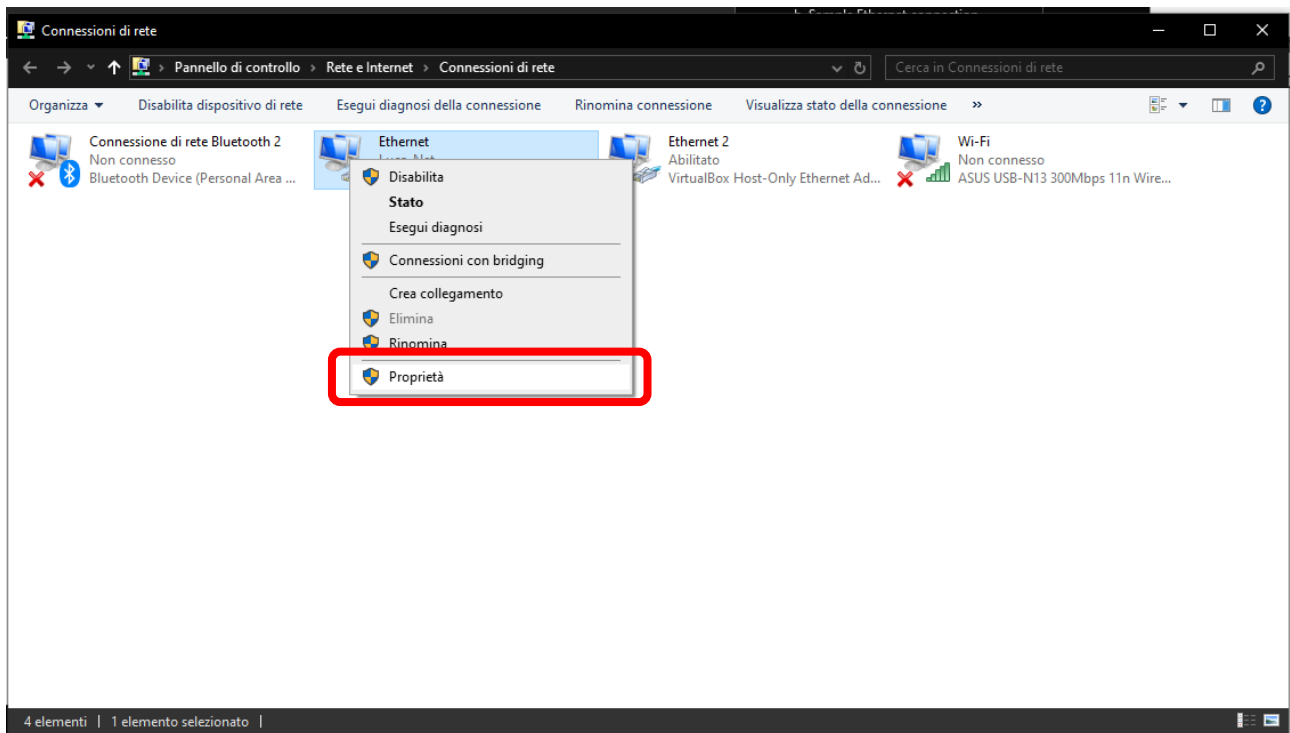 b. Sample Ethernet connection
Connessioni di rete
Pannello di controllo > Rete e Internet > Connessioni di rete
Cerca in Connessioni di rete
Organizza
Disabilita dispositivo di rete
Esegui diagnosi della connessione
Rinomina connessione
Visualizza stato della connessione
»
Connessione di rete Bluetooth 2
Non connesso
Bluetooth Device (Personal Area ...
Ethernet
Ethernet 2
Abilitato
VirtualBox Host-Only Ethernet Ad...
Wi-Fi
Non connesso
ASUS USB-N13 300Mbps 11n Wire...
Disabilita
Stato
Esegui diagnosi
Connessioni con bridging
Crea collegamento
Elimina
Rinomina
Proprietà
4 elementi | 1 elemento selezionato |